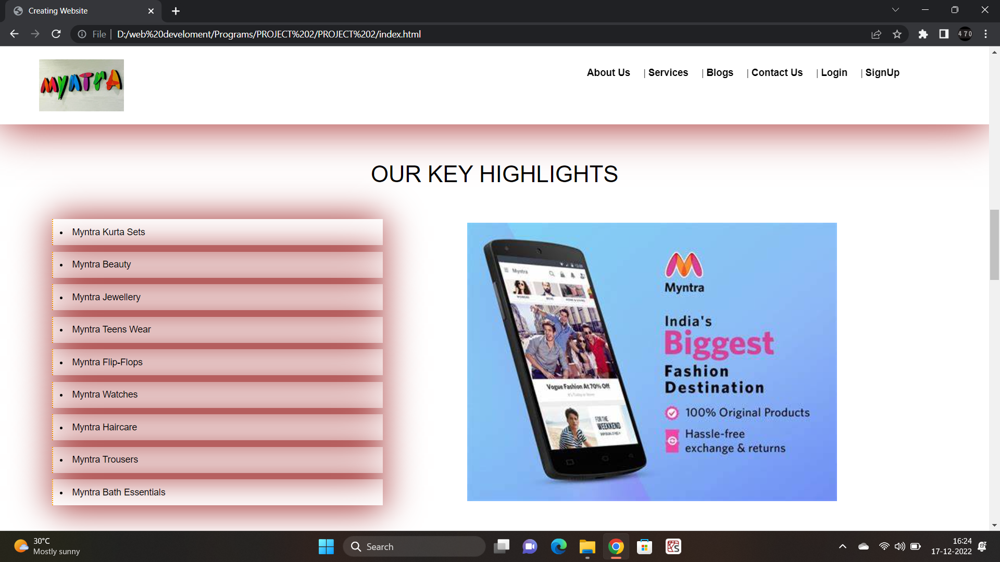 Creating Website
File | D:/web%20develoment/Programs/PROJECT%202/PROJECT%202/index.html
470
MYNTRA
About Us | Services | Blogs | Contact Us | Login | SignUp
OUR KEY HIGHLIGHTS
• Myntra Kurta Sets
• Myntra Beauty
• Myntra Jewellery
• Myntra Teens Wear
• Myntra Flip-Flops
• Myntra Watches
• Myntra Haircare
• Myntra Trousers
• Myntra Bath Essentials
Myntra
Vogue Fashion At 70% Off
FOR THE
WEEKEND
Myntra
India's
Biggest
Fashion
Destination
100% Original Products
Hassle-free
exchange & returns
30°C
Mostly sunny
Search
16:24
17-12-2022